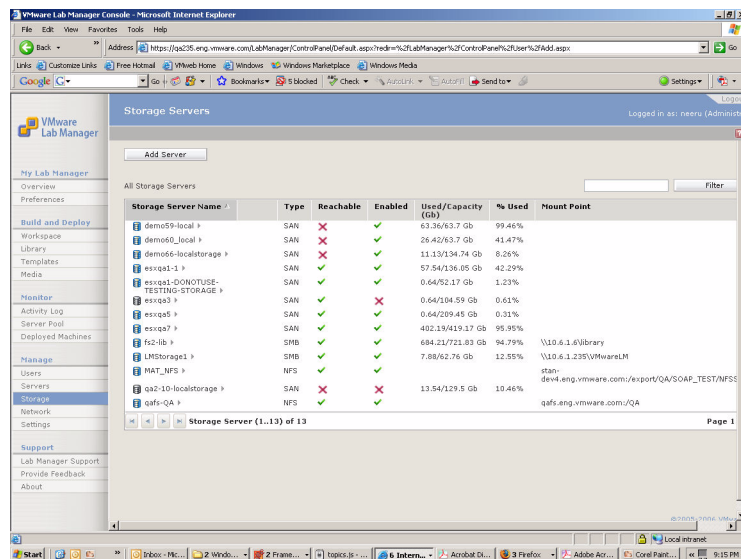 VMware Lab Manager Console - Microsoft Internet Explorer
File Edit View Favorites Tools Help
Back » Address https://qa235.eng.vmware.com/LabManager/ControlPanel/Default.aspx?redir=%2fLabManager%2fControlPanel%2fUser%2fAdd.aspx Go
Links Customize Links Free Hotmail VMweb Home Windows Windows Marketplace Windows Media
Google G Go Bookmarks 5 blocked Check AutoLink AutoFill Send to Settings
Logou
Storage Servers
Logged in as: neeru (Administ
VMware
Lab Manager
Add Server
My Lab Manager
Overview
Preferences
Build and Deploy
Workspace
Library
Templates
Media
Monitor
Activity Log
Server Pool
Deployed Machines
Manage
Users
Servers
Storage
Network
Settings
Support
Lab Manager Support
Provide Feedback
About
All Storage Servers Filter
Storage Server Name Type Reachable Enabled Used/Capacity (Gb) % Used Mount Point
demo59-local SAN 63.36/63.7 Gb 99.46%
demo60_local SAN 26.42/63.7 Gb 41.47%
demo66-localstorage SAN 11.13/134.74 Gb 8.26%
esxqa1-1 SAN 57.54/136.05 Gb 42.29%
esxqa1-DONOTUSE- SAN 0.64/52.17 Gb 1.23%
TESTING-STORAGE
esxqa3 SAN 0.64/104.59 Gb 0.61%
esxqa5 SAN 0.64/209.45 Gb 0.31%
esxqa7 SAN 402.19/419.17 Gb 95.95%
fs2-lib SMB 684.21/721.83 Gb 94.79% \\10.6.1.6\library
LMStorage1 SMB 7.88/62.76 Gb 12.55% \\10.6.1.235\VMwareLM
MAT_NFS NFS stan-
dev4.eng.vmware.com:/export/QA/SOAP_TEST/NFSS
qa2-10-localstorage SAN 13.54/129.5 Gb 10.46%
qafs-QA NFS qafs.eng.vmware.com:/QA
Storage Server (1..13) of 13 Page 1
©2005-2006 VMwa
Local intranet
Start » Inbox - Mic... 2 Windo... 2 Frame... topics.js - ... 6 Intern... Acrobat Di... 3 Firefox Adobe Acr... Corel Paint... « 9:15 PM